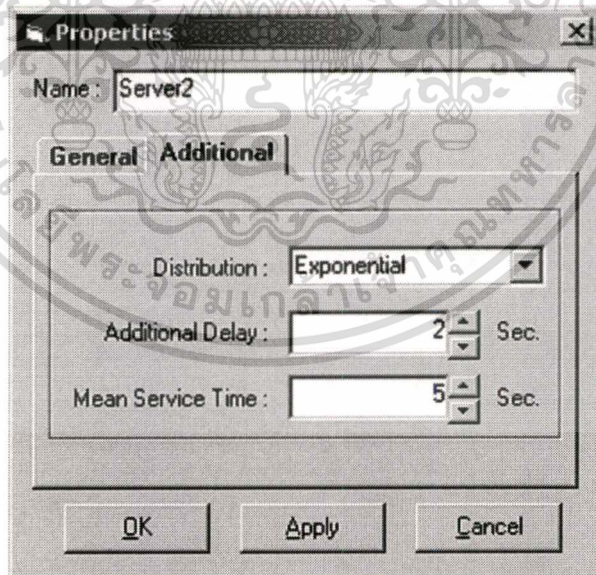 Properties
Name : Server2
General Additional
Distribution : Exponential
Additional Delay : 2 Sec.
Mean Service Time : 5 Sec.
OK Apply Cancel